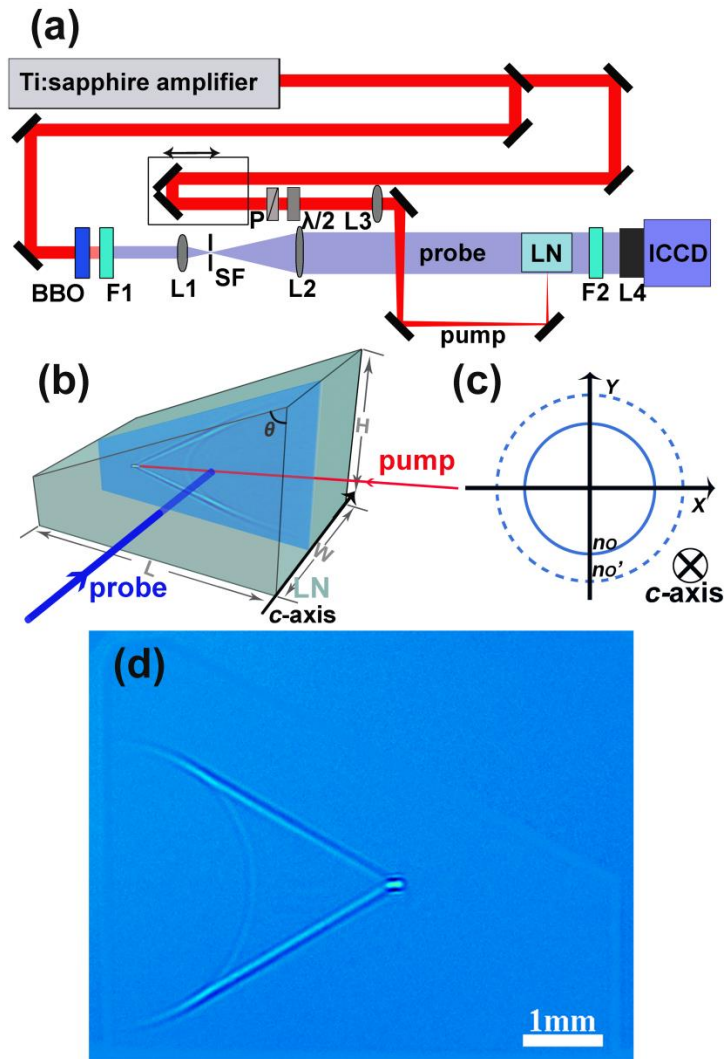 (a)
Ti:sapphire amplifier
P
λ/2
L3
BBO
F1
L1
SF
L2
probe
LN
F2
L4
ICCD
pump
(b)
θ
H
pump
W
L
LN
probe
c-axis
(c)
Y
X
no
no'
c-axis
(d)
1mm